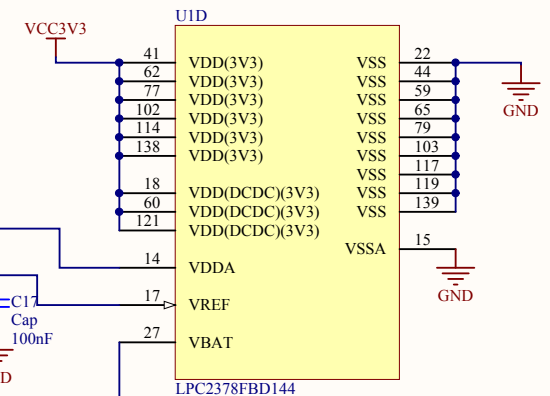 U1D
VCC3V3
41 VDD(3V3) VSS 22
62 VDD(3V3) VSS 44
77 VDD(3V3) VSS 59
102 VDD(3V3) VSS 65
114 VDD(3V3) VSS 79
138 VDD(3V3) VSS 103
VSS 117
18 VDD(DCDC)(3V3) VSS 119
60 VDD(DCDC)(3V3) VSS 139
121 VDD(DCDC)(3V3)
GND
VSSA 15
14 VDDA
GND
17 VREF
C17
Cap
100nF
27 VBAT
D
LPC2378FBD144